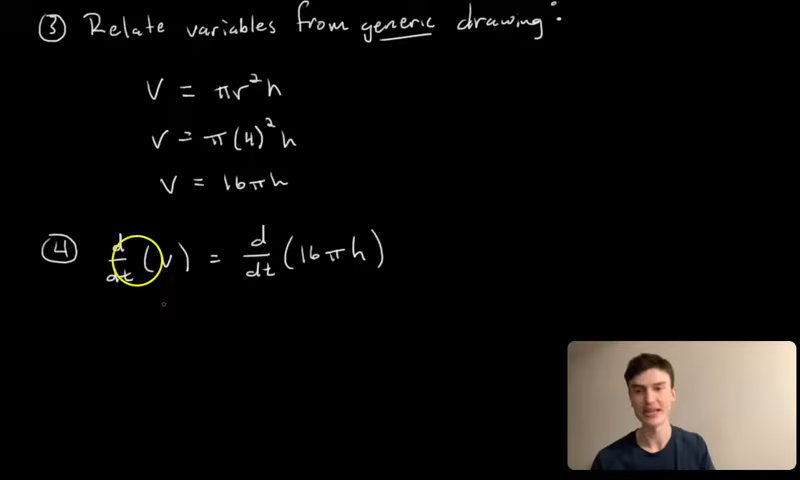 ③ Relate variables from generic drawing:
V = πr²h
V = π(4)²h
V = 16πh
④ d/dt (V) = d/dt (16πh)